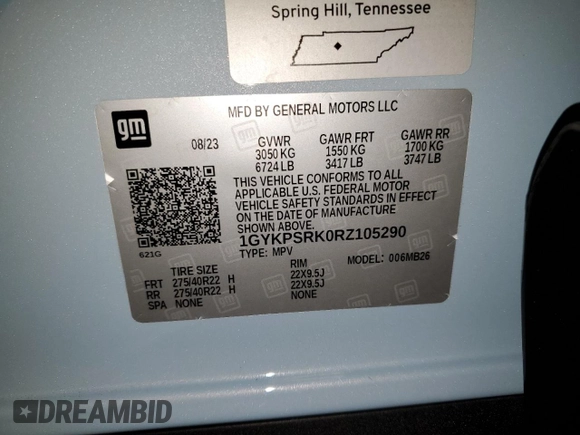 Spring Hill, Tennessee
gm
MFD BY GENERAL MOTORS LLC
08/23 GVWR GAWR FRT GAWR RR
3050 KG 1550 KG 1700 KG
6724 LB 3417 LB 3747 LB
THIS VEHICLE CONFORMS TO ALL
APPLICABLE U.S. FEDERAL MOTOR
VEHICLE SAFETY STANDARDS IN EFFECT
ON THE DATE OF MANUFACTURE
SHOWN ABOVE.
1GYKPSRK0RZ105290
621G TYPE: MPV MODEL: 006MB26
TIRE SIZE RIM
FRT 275/40R22 H 22X9.5J
RR 275/40R22 H 22X9.5J
SPA NONE NONE
DREAMBID